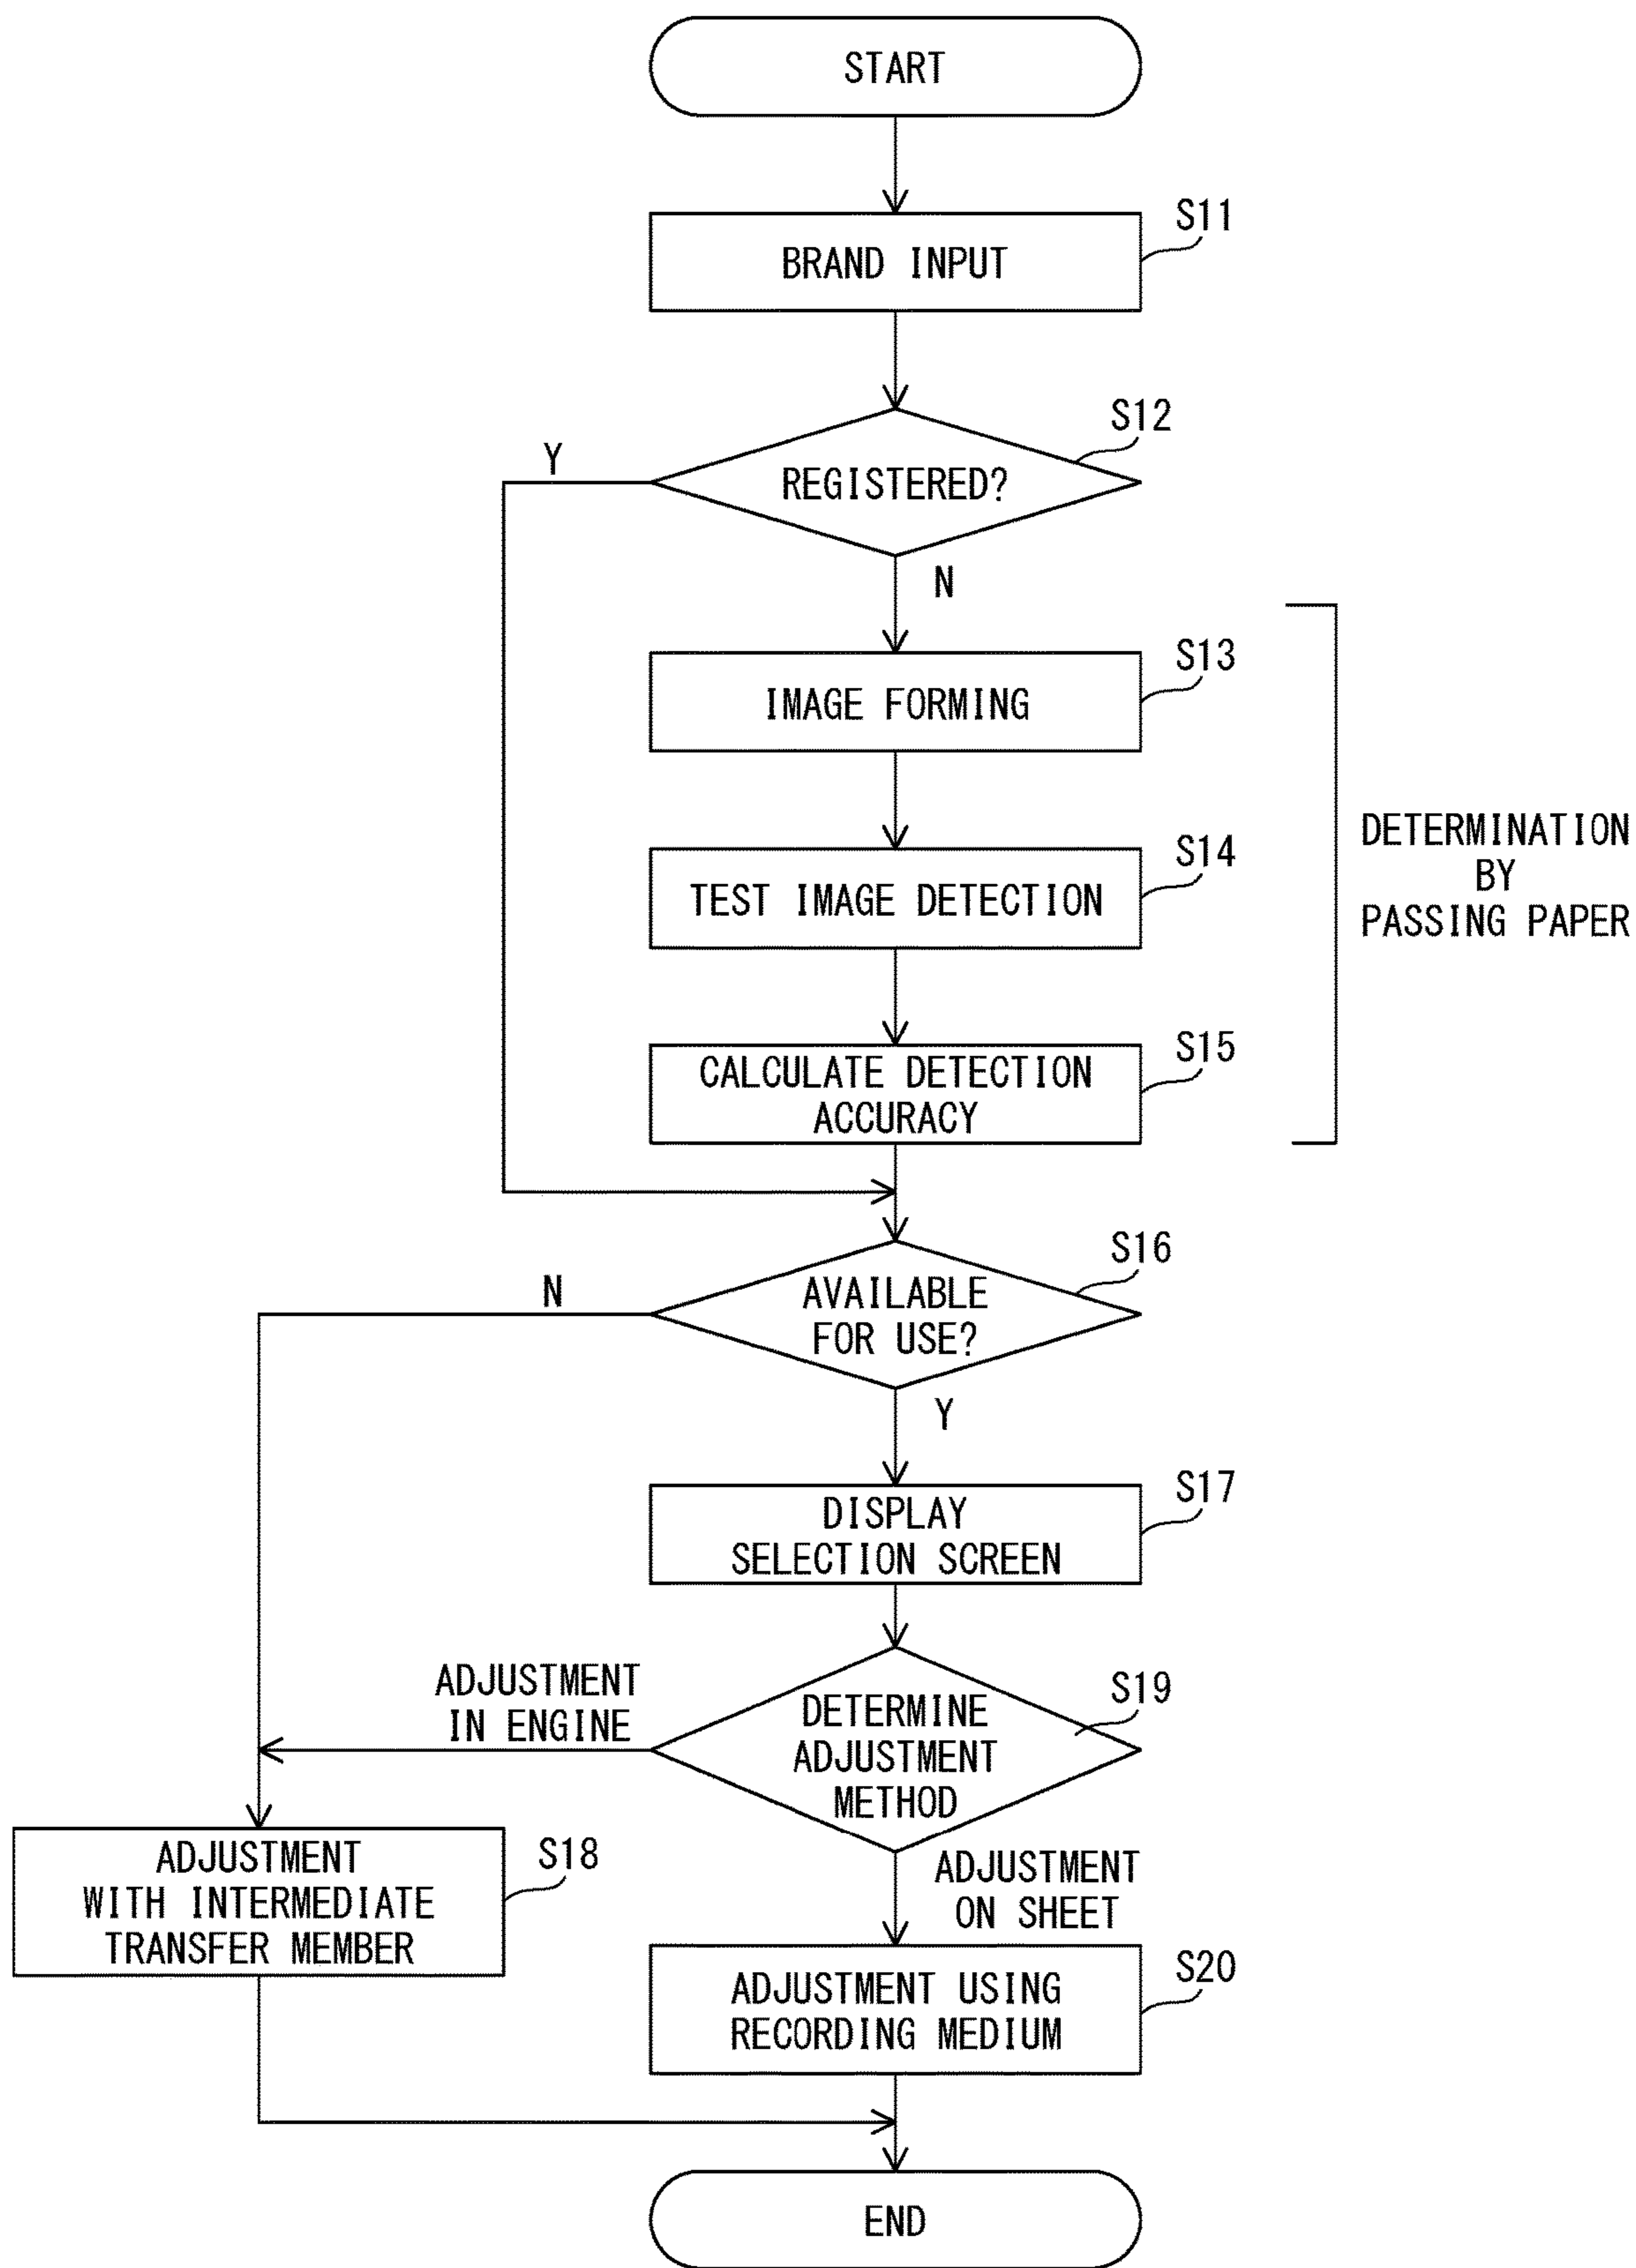 START
S11
BRAND INPUT
S12
Y
REGISTERED?
N
S13
IMAGE FORMING
S14
TEST IMAGE DETECTION
S15
CALCULATE DETECTION
ACCURACY
DETERMINATION
BY
PASSING PAPER
S16
N
AVAILABLE
FOR USE?
Y
S17
DISPLAY
SELECTION SCREEN
ADJUSTMENT
IN ENGINE
S19
DETERMINE
ADJUSTMENT
METHOD
S18
ADJUSTMENT
WITH INTERMEDIATE
TRANSFER MEMBER
ADJUSTMENT
ON SHEET
S20
ADJUSTMENT USING
RECORDING MEDIUM
END